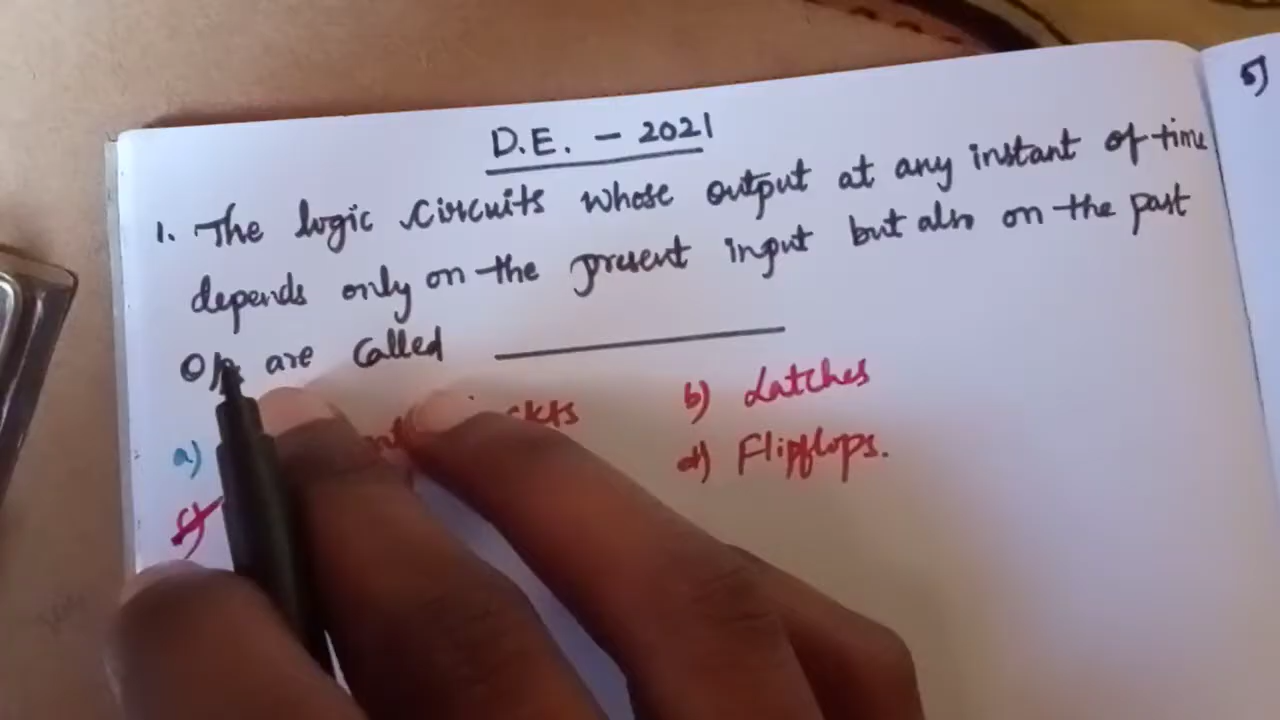 D.E. - 2021
5)
1. The logic circuits whose output at any instant of time
depends only on the present input but also on the past
O/p are called ____________
a)
b) Latches
c)
d) Flipflops.